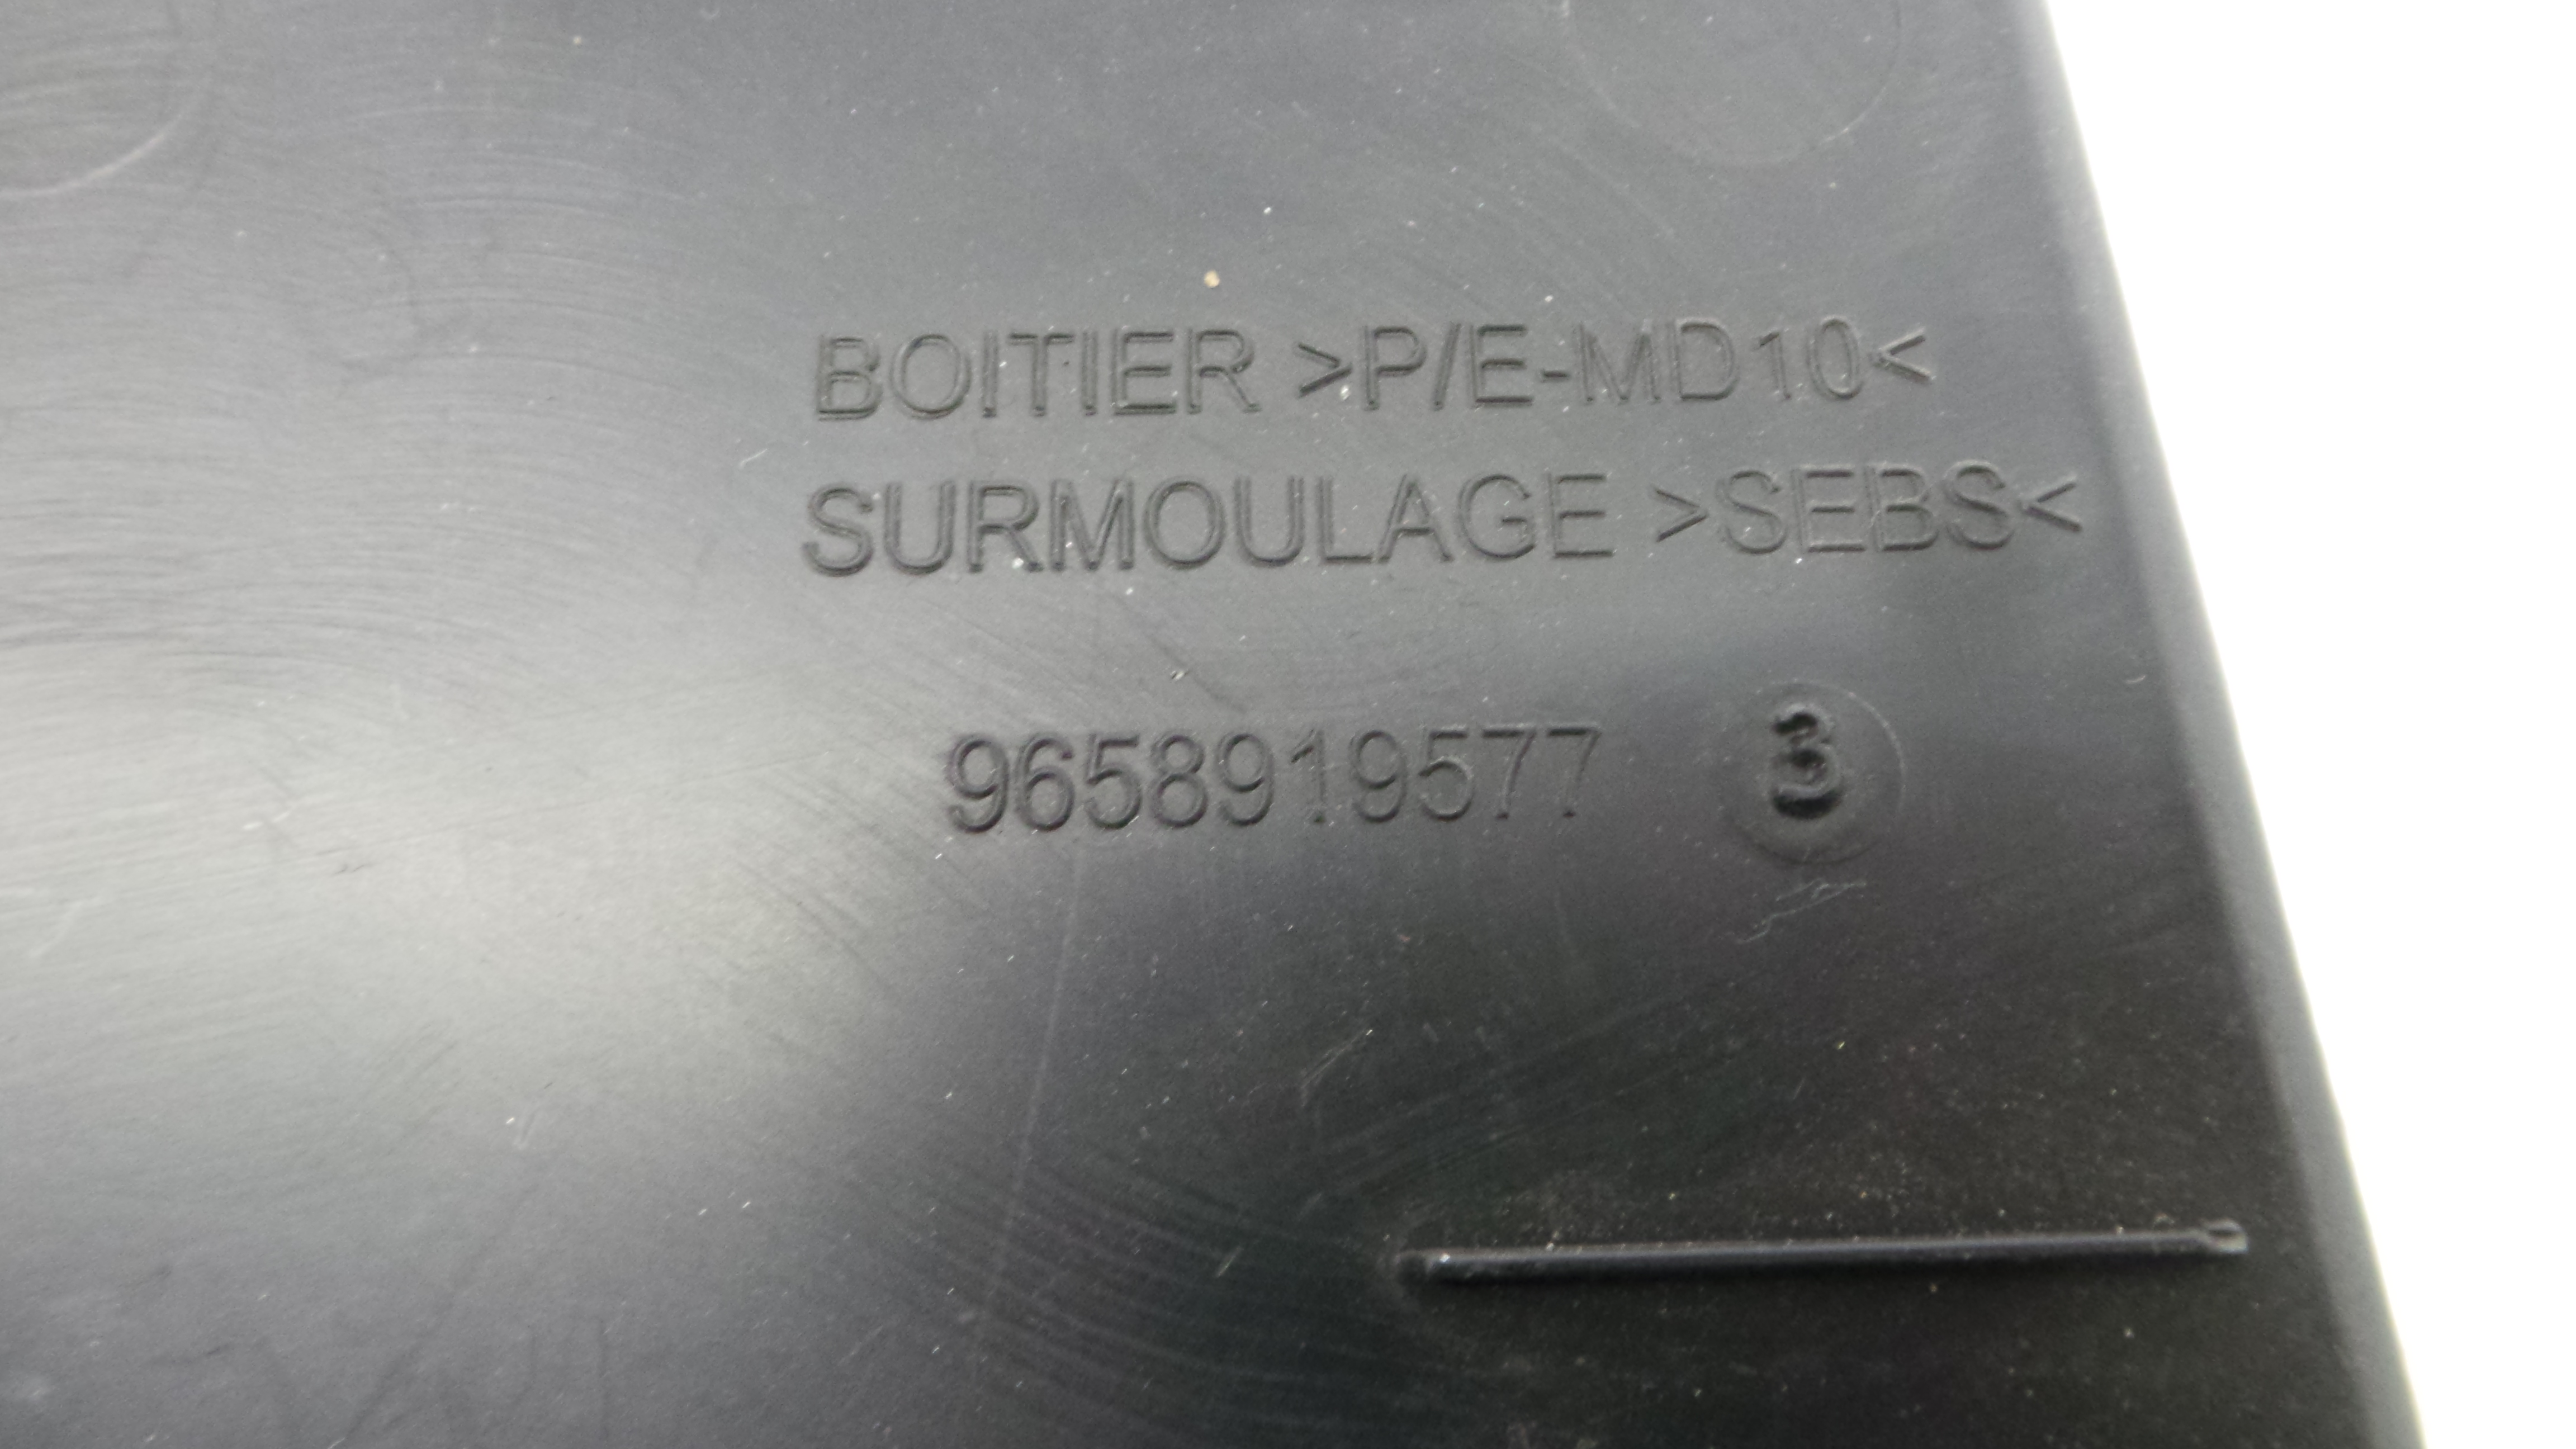 BOITIER >P/E-MD10<
SURMOULAGE >SEBS<
9658919577 3